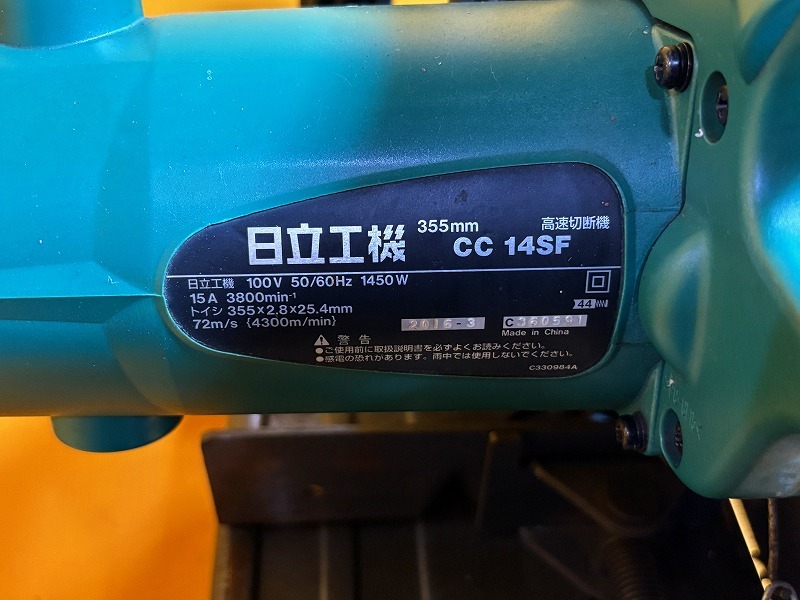 日立工機 355mm 高速切断機
CC 14SF
日立工機 100V 50/60Hz 1450W
15A 3800min⁻¹
トイシ 355×2.8×25.4mm
72m/s {4300m/min}
44
2016-3
Made in China
警告
●ご使用前に取扱説明書を必ずよくお読みください。
●感電の恐れがあります。雨中では使用しないでください。
C330984A